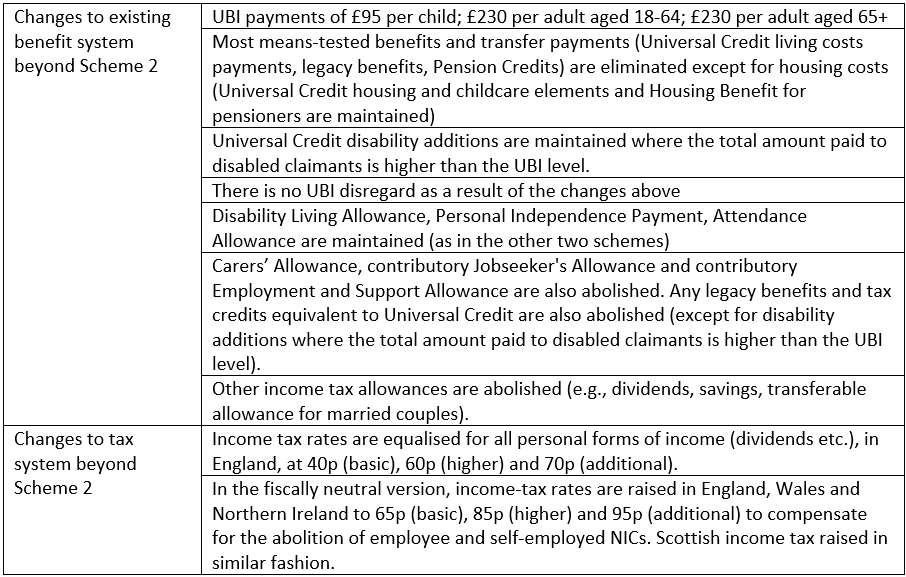 Changes to existing
benefit system
beyond Scheme 2
UBI payments of £95 per child; £230 per adult aged 18-64; £230 per adult aged 65+
Most means-tested benefits and transfer payments (Universal Credit living costs
payments, legacy benefits, Pension Credits) are eliminated except for housing costs
(Universal Credit housing and childcare elements and Housing Benefit for
pensioners are maintained)
Universal Credit disability additions are maintained where the total amount paid to
disabled claimants is higher than the UBI level.
There is no UBI disregard as a result of the changes above
Disability Living Allowance, Personal Independence Payment, Attendance
Allowance are maintained (as in the other two schemes)
Carers’ Allowance, contributory Jobseeker's Allowance and contributory
Employment and Support Allowance are also abolished. Any legacy benefits and tax
credits equivalent to Universal Credit are also abolished (except for disability
additions where the total amount paid to disabled claimants is higher than the UBI
level).
Other income tax allowances are abolished (e.g., dividends, savings, transferable
allowance for married couples).
Changes to tax
system beyond
Scheme 2
Income tax rates are equalised for all personal forms of income (dividends etc.), in
England, at 40p (basic), 60p (higher) and 70p (additional).
In the fiscally neutral version, income-tax rates are raised in England, Wales and
Northern Ireland to 65p (basic), 85p (higher) and 95p (additional) to compensate
for the abolition of employee and self-employed NICs. Scottish income tax raised in
similar fashion.